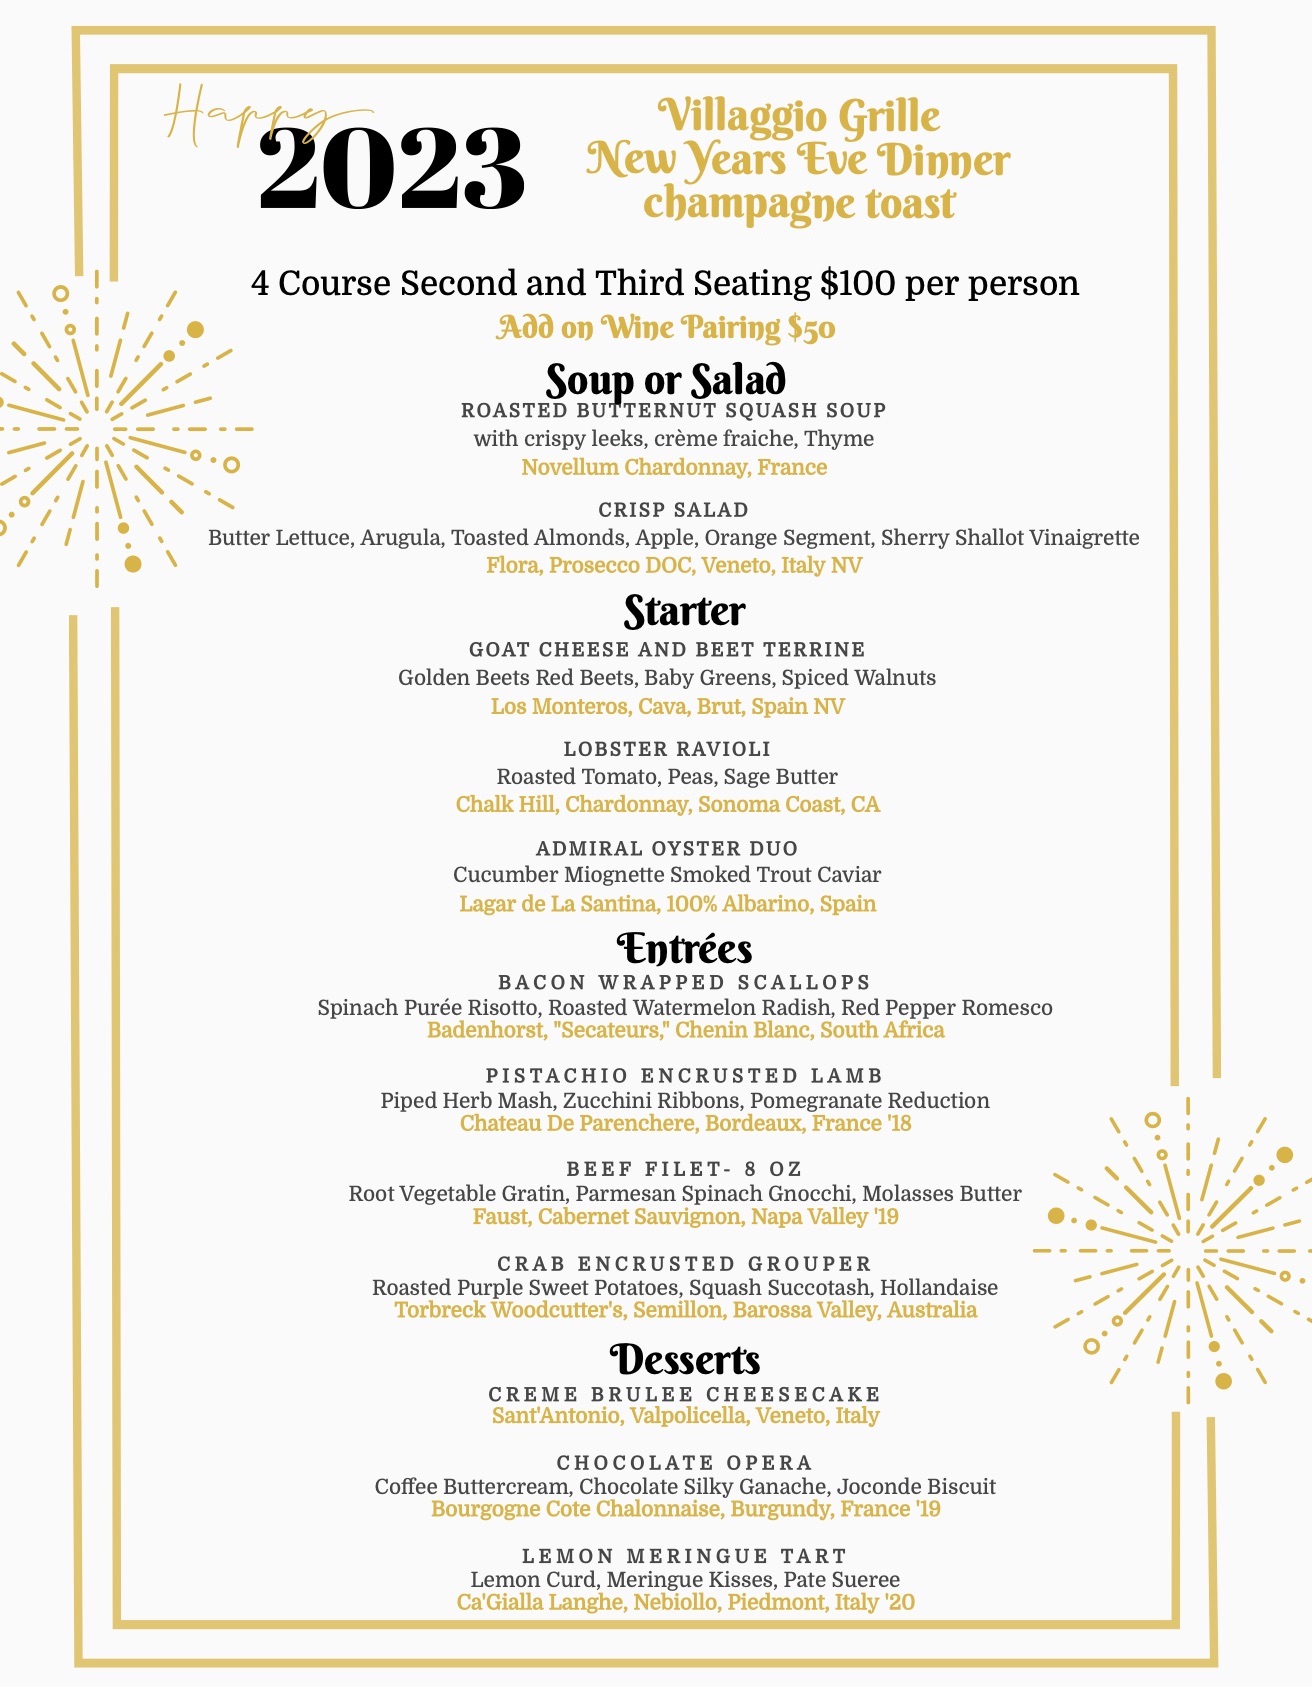 Happy
2023
Villaggio Grille
New Years Eve Dinner
champagne toast
4 Course Second and Third Seating $100 per person
Add on Wine Pairing $50
Soup or Salad
ROASTED BUTTERNUT SQUASH SOUP
with crispy leeks, crème fraiche, Thyme
Novellum Chardonnay, France
CRISP SALAD
Butter Lettuce, Arugula, Toasted Almonds, Apple, Orange Segment, Sherry Shallot Vinaigrette
Flora, Prosecco DOC, Veneto, Italy NV
Starter
GOAT CHEESE AND BEET TERRINE
Golden Beets Red Beets, Baby Greens, Spiced Walnuts
Los Monteros, Cava, Brut, Spain NV
LOBSTER RAVIOLI
Roasted Tomato, Peas, Sage Butter
Chalk Hill, Chardonnay, Sonoma Coast, CA
ADMIRAL OYSTER DUO
Cucumber Miognette Smoked Trout Caviar
Lagar de La Santina, 100% Albarino, Spain
Entrées
BACON WRAPPED SCALLOPS
Spinach Purée Risotto, Roasted Watermelon Radish, Red Pepper Romesco
Badenhorst, "Secateurs," Chenin Blanc, South Africa
PISTACHIO ENCRUSTED LAMB
Piped Herb Mash, Zucchini Ribbons, Pomegranate Reduction
Chateau De Parenchere, Bordeaux, France '18
BEEF FILET- 8 OZ
Root Vegetable Gratin, Parmesan Spinach Gnocchi, Molasses Butter
Faust, Cabernet Sauvignon, Napa Valley '19
CRAB ENCRUSTED GROUPER
Roasted Purple Sweet Potatoes, Squash Succotash, Hollandaise
Torbreck Woodcutter's, Semillon, Barossa Valley, Australia
Desserts
CREME BRULEE CHEESECAKE
Sant'Antonio, Valpolicella, Veneto, Italy
CHOCOLATE OPERA
Coffee Buttercream, Chocolate Silky Ganache, Joconde Biscuit
Bourgogne Cote Chalonnaise, Burgundy, France '19
LEMON MERINGUE TART
Lemon Curd, Meringue Kisses, Pate Sueree
Ca'Gialla Langhe, Nebiollo, Piedmont, Italy '20